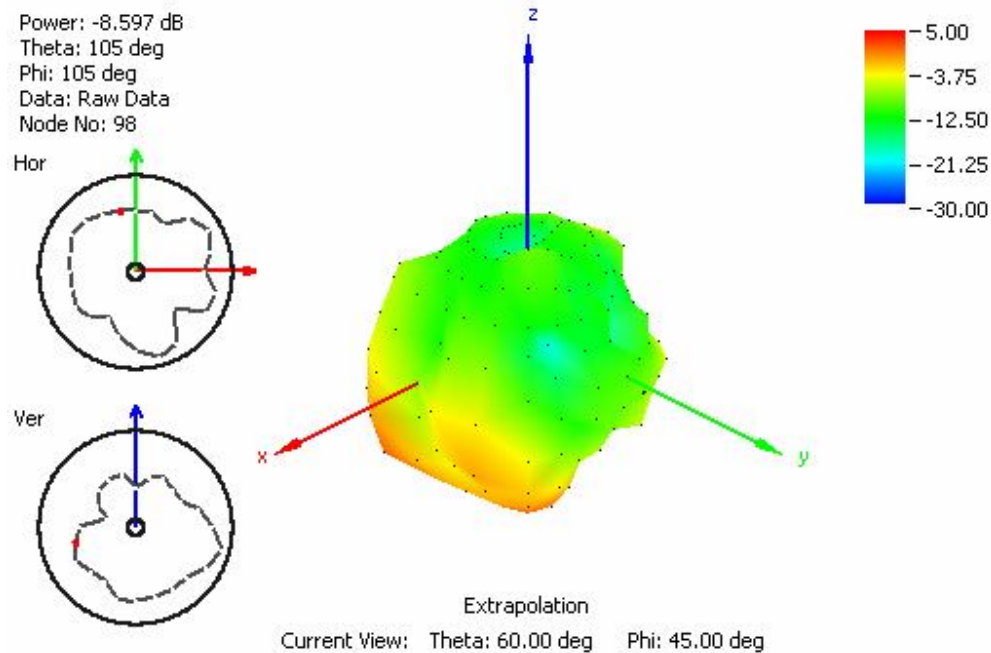 Power: -8.597 dB
Theta: 105 deg
Phi: 105 deg
Data: Raw Data
Node No: 98
Hor
Ver
z
x
y
5.00
-3.75
-12.50
-21.25
-30.00
Extrapolation
Current View: Theta: 60.00 deg Phi: 45.00 deg